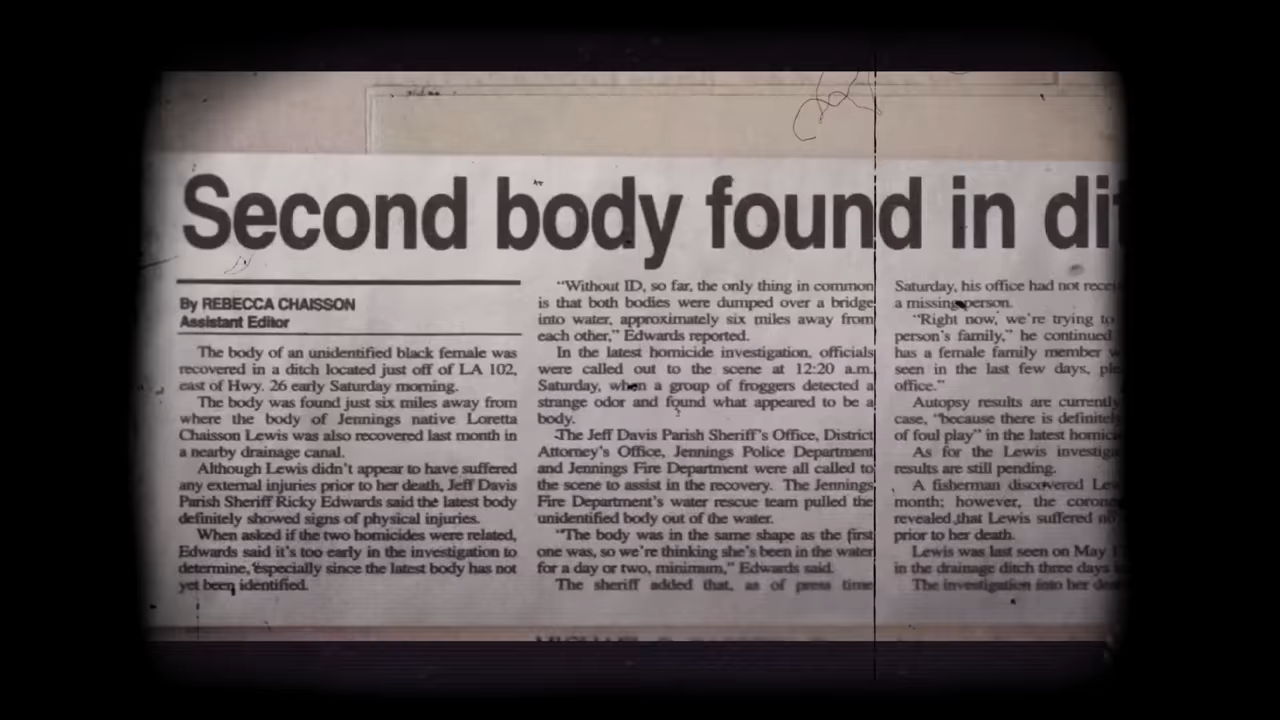 Second body found in dit
By REBECCA CHAISSON
Assistant Editor
The body of an unidentified black female was
recovered in a ditch located just off of LA 102,
east of Hwy. 26 early Saturday morning.
The body was found just six miles away from
where the body of Jennings native Loretta
Chaisson Lewis was also recovered last month in
a nearby drainage canal.
Although Lewis didn't appear to have suffered
any external injuries prior to her death, Jeff Davis
Parish Sheriff Ricky Edwards said the latest body
definitely showed signs of physical injuries.
When asked if the two homicides were related,
Edwards said it's too early in the investigation to
determine, especially since the latest body has not
yet been identified.
"Without ID, so far, the only thing in common
is that both bodies were dumped over a bridge
into water, approximately six miles away from
each other," Edwards reported.
In the latest homicide investigation, officials
were called out to the scene at 12:20 a.m.
Saturday, when a group of froggers detected a
strange odor and found what appeared to be a
body.
The Jeff Davis Parish Sheriff's Office, District
Attorney's Office, Jennings Police Department
and Jennings Fire Department were all called to
the scene to assist in the recovery. The Jennings
Fire Department's water rescue team pulled the
unidentified body out of the water.
"The body was in the same shape as the first
one was, so we're thinking she's been in the water
for a day or two, minimum," Edwards said.
The sheriff added that, as of press time
Saturday, his office had not rece
a missing person.
"Right now, we're trying to
person's family," he continued
has a female family member w
seen in the last few days, ple
office."
Autopsy results are currently
case, "because there is definitel
of foul play" in the latest homic
As for the Lewis investiga
results are still pending.
A fisherman discovered Lew
month; however, the corone
revealed that Lewis suffered no
prior to her death.
Lewis was last seen on May 1
in the drainage ditch three days
The investigation into her dea